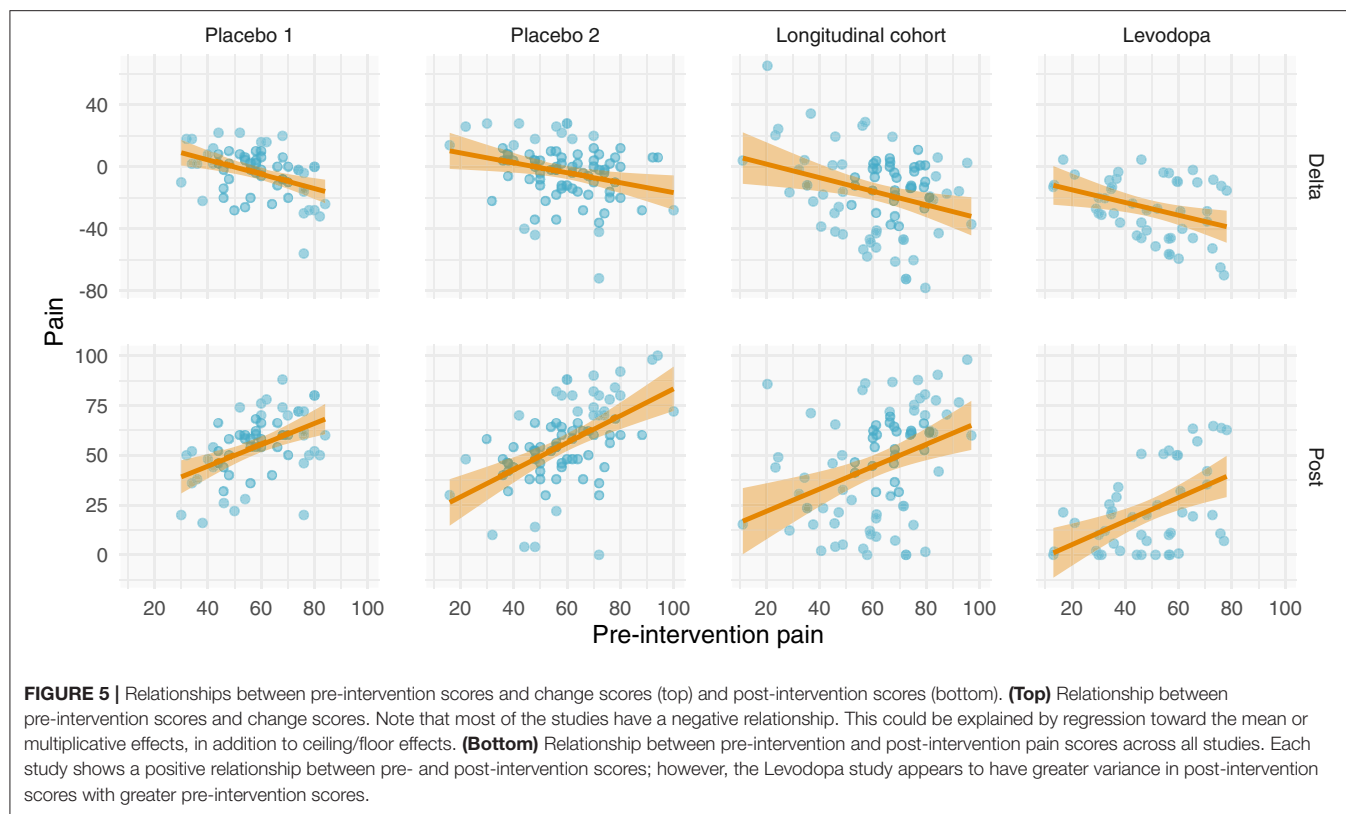 Placebo 1 Placebo 2 Longitudinal cohort Levodopa
40
0
-40
-80
Delta
Pain
100
75
50
25
0
Post
20 40 60 80 100 20 40 60 80 100 20 40 60 80 100 20 40 60 80 100
Pre-intervention pain
FIGURE 5 | Relationships between pre-intervention scores and change scores (top) and post-intervention scores (bottom). (Top) Relationship between
pre-intervention scores and change scores. Note that most of the studies have a negative relationship. This could be explained by regression toward the mean or
multiplicative effects, in addition to ceiling/floor effects. (Bottom) Relationship between pre-intervention and post-intervention pain scores across all studies. Each
study shows a positive relationship between pre- and post-intervention scores; however, the Levodopa study appears to have greater variance in post-intervention
scores with greater pre-intervention scores.